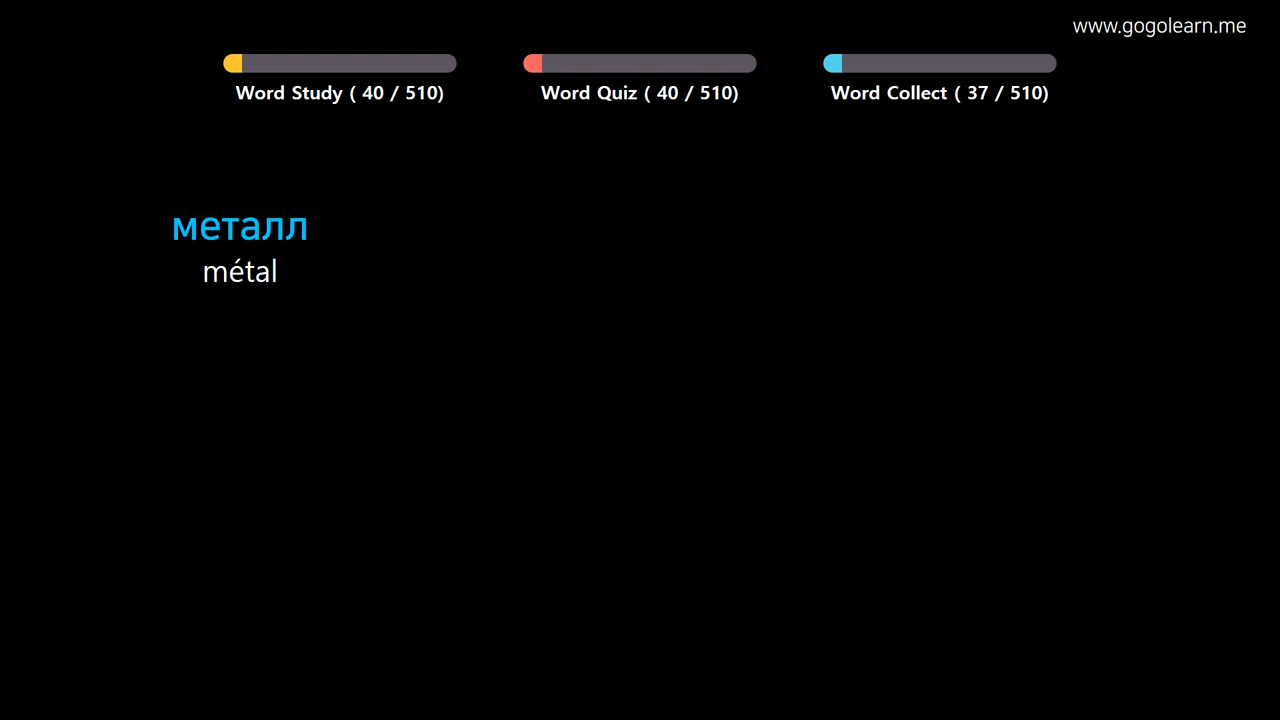 www.gogolearn.me
Word Study ( 40 / 510)
Word Quiz ( 40 / 510)
Word Collect ( 37 / 510)
металл
métal